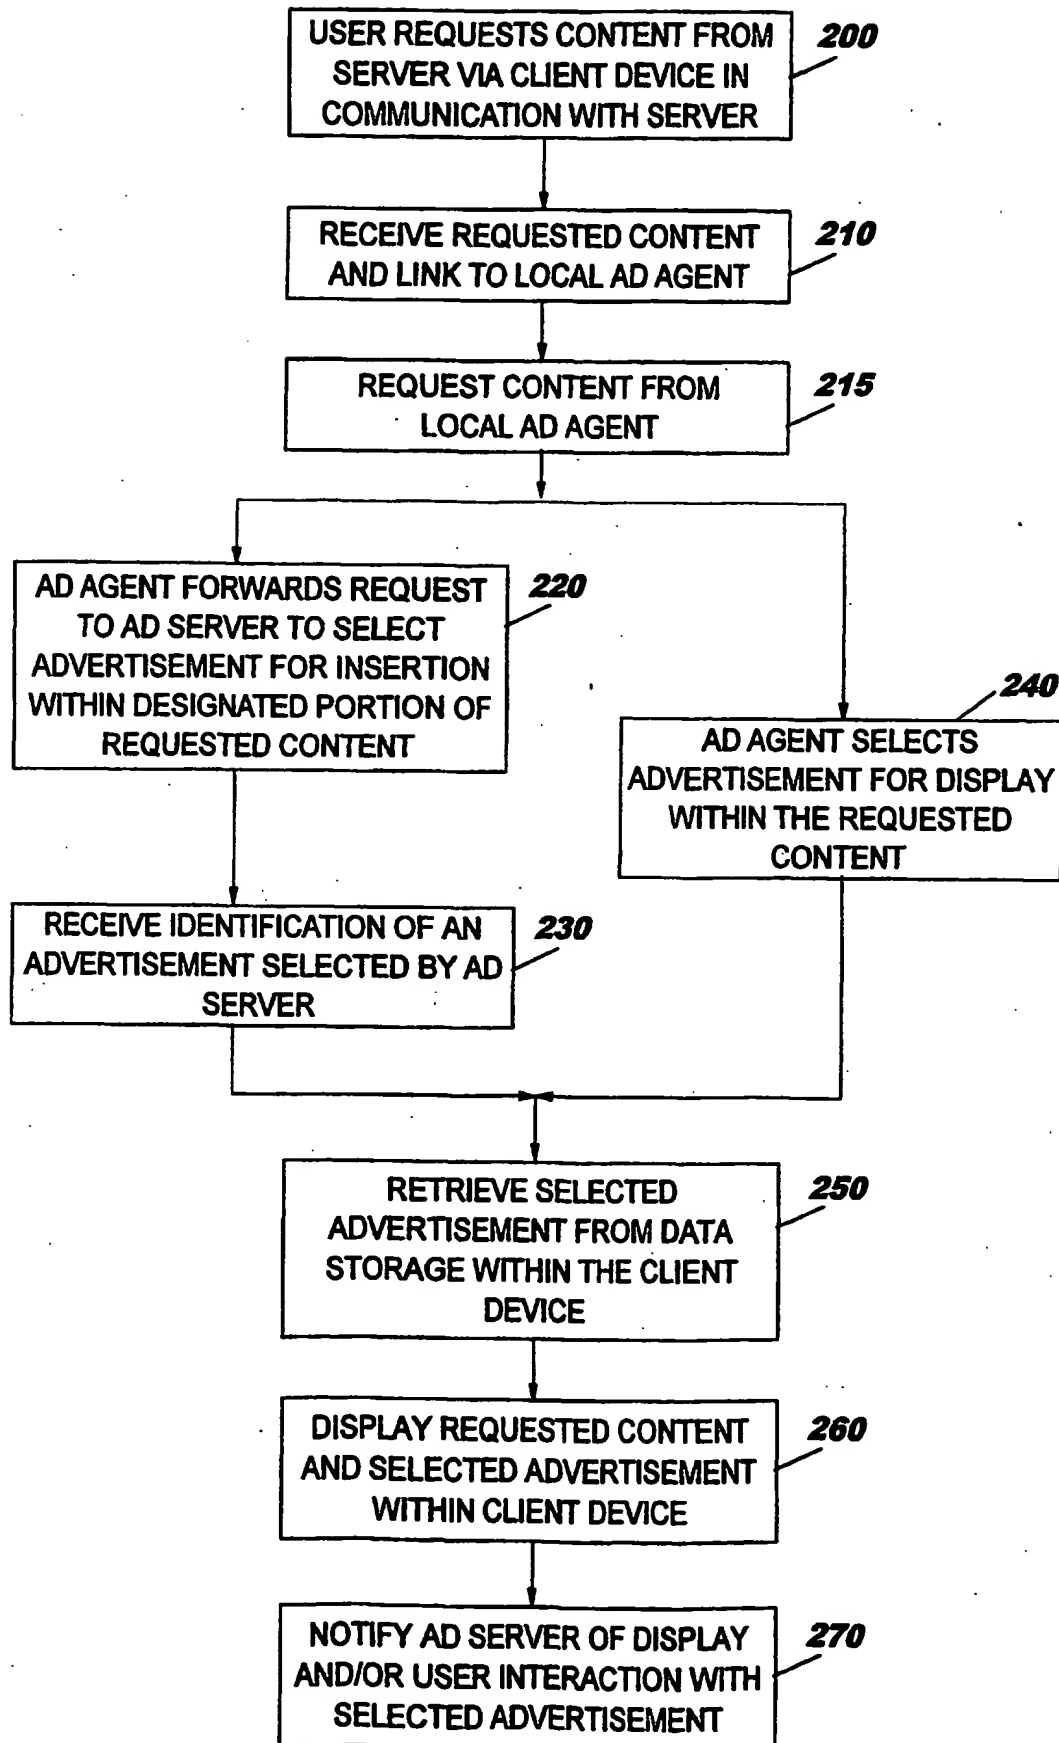 USER REQUESTS CONTENT FROM
SERVER VIA CLIENT DEVICE IN
COMMUNICATION WITH SERVER
200
RECEIVE REQUESTED CONTENT
AND LINK TO LOCAL AD AGENT
210
REQUEST CONTENT FROM
LOCAL AD AGENT
215
AD AGENT FORWARDS REQUEST
TO AD SERVER TO SELECT
ADVERTISEMENT FOR INSERTION
WITHIN DESIGNATED PORTION OF
REQUESTED CONTENT
220
AD AGENT SELECTS
ADVERTISEMENT FOR DISPLAY
WITHIN THE REQUESTED
CONTENT
240
RECEIVE IDENTIFICATION OF AN
ADVERTISEMENT SELECTED BY AD
SERVER
230
RETRIEVE SELECTED
ADVERTISEMENT FROM DATA
STORAGE WITHIN THE CLIENT
DEVICE
250
DISPLAY REQUESTED CONTENT
AND SELECTED ADVERTISEMENT
WITHIN CLIENT DEVICE
260
NOTIFY AD SERVER OF DISPLAY
AND/OR USER INTERACTION WITH
SELECTED ADVERTISEMENT
270